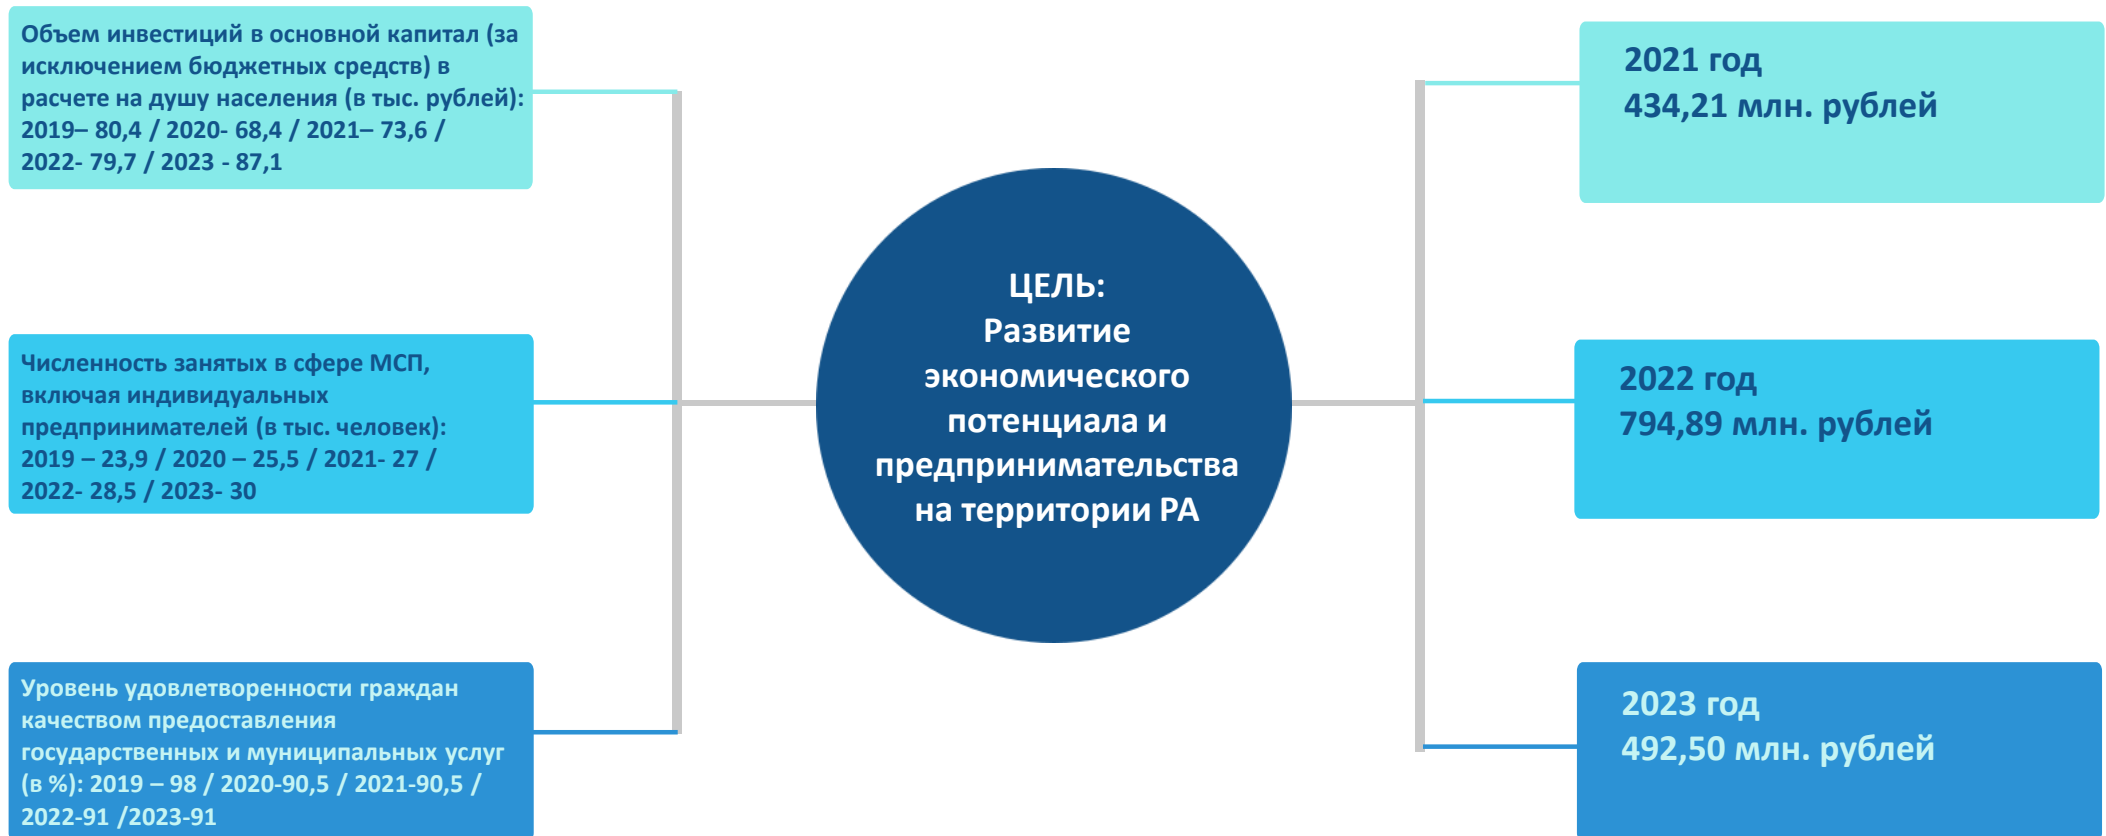 Объем инвестиций в основной капитал (за
исключением бюджетных средств) в
расчете на душу населения (в тыс. рублей):
2019– 80,4 / 2020- 68,4 / 2021– 73,6 /
2022- 79,7 / 2023 - 87,1
Численность занятых в сфере МСП,
включая индивидуальных
предпринимателей (в тыс. человек):
2019 – 23,9 / 2020 – 25,5 / 2021- 27 /
2022- 28,5 / 2023- 30
Уровень удовлетворенности граждан
качеством предоставления
государственных и муниципальных услуг
(в %): 2019 – 98 / 2020-90,5 / 2021-90,5 /
2022-91 /2023-91
ЦЕЛЬ:
Развитие
экономического
потенциала и
предпринимательства
на территории РА
2021 год
434,21 млн. рублей
2022 год
794,89 млн. рублей
2023 год
492,50 млн. рублей